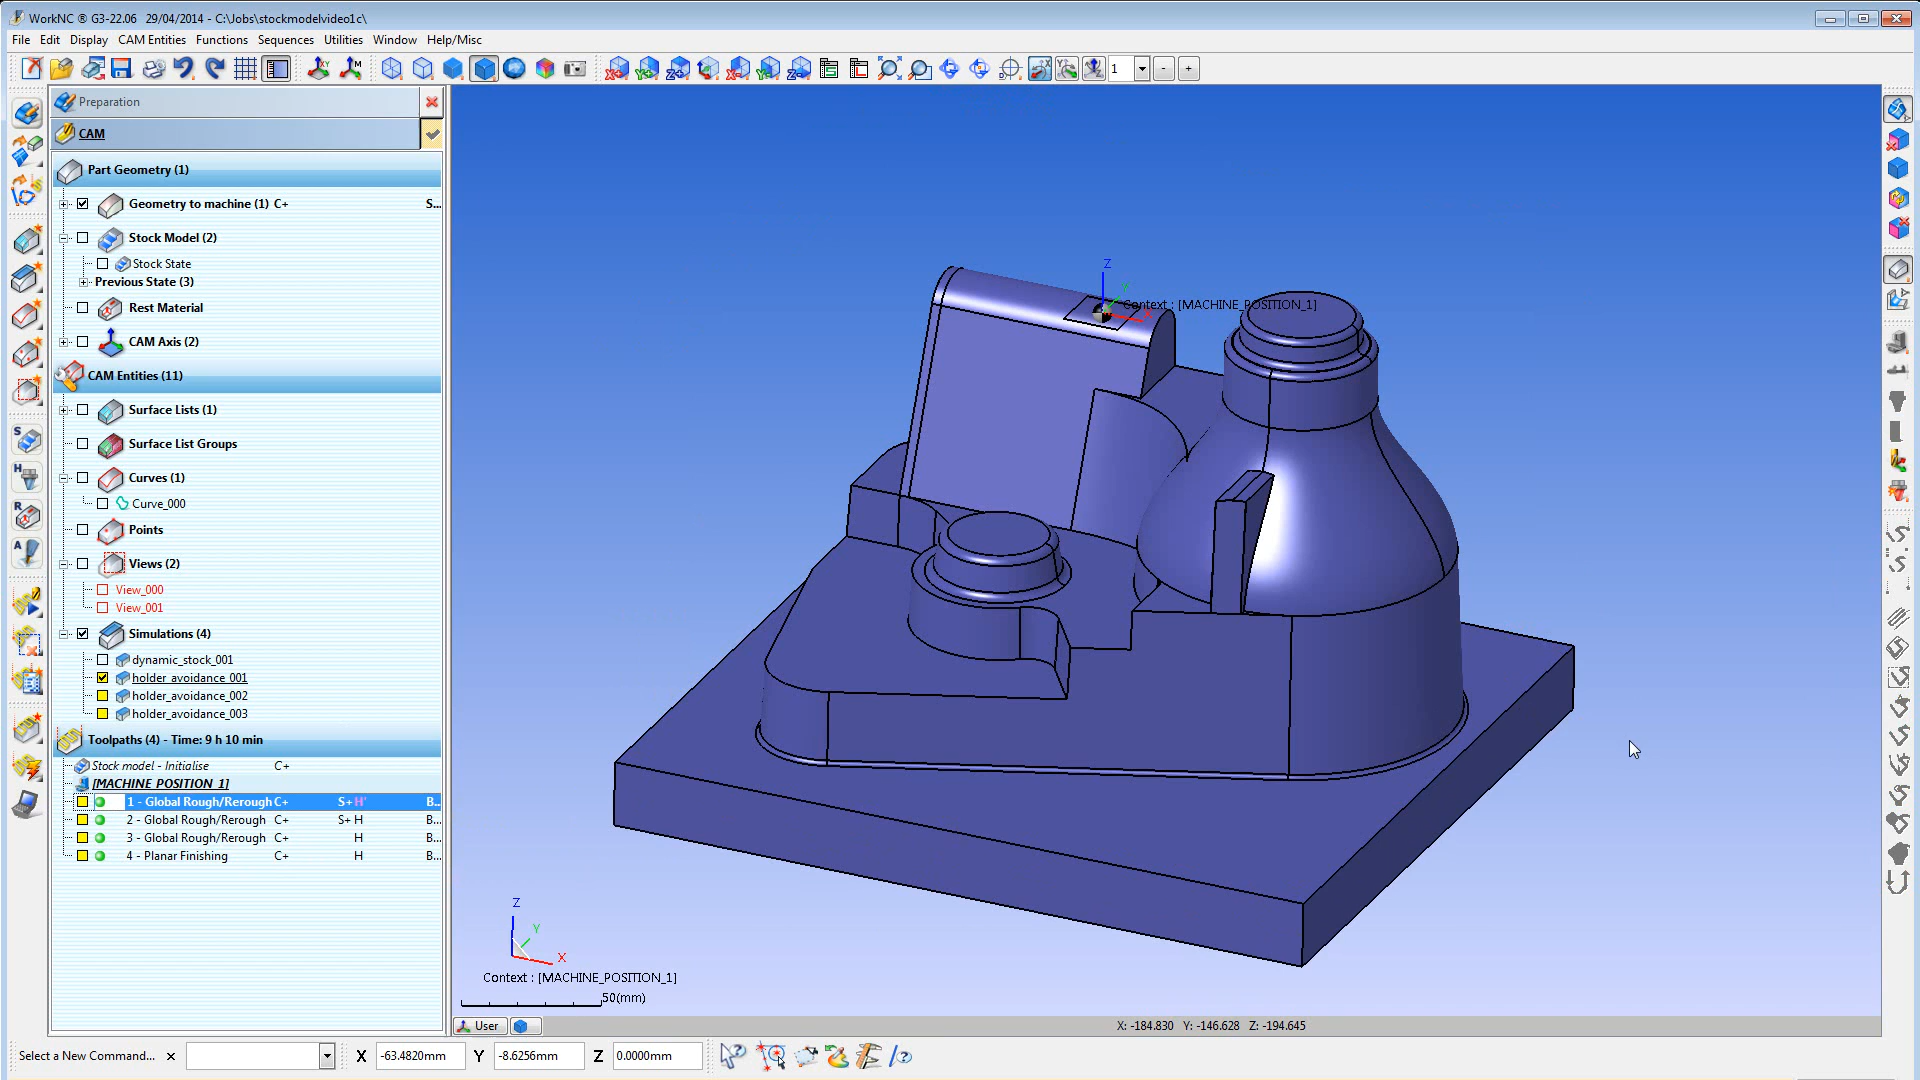 WorkNC ® G3-22.06 29/04/2014 - C:\Jobs\stockmodelvideo1c\
File Edit Display CAM Entities Functions Sequences Utilities Window Help/Misc
1
Preparation
CAM
Part Geometry (1)
Geometry to machine (1) C+ S...
Stock Model (2)
Stock State
Previous State (3)
Rest Material
CAM Axis (2)
CAM Entities (11)
Surface Lists (1)
Surface List Groups
Curves (1)
Curve_000
Points
Views (2)
View_000
View_001
Simulations (4)
dynamic_stock_001
holder_avoidance_001
holder_avoidance_002
holder_avoidance_003
Toolpaths (4) - Time: 9 h 10 min
Stock model - Initialise C+
[MACHINE_POSITION_1]
1 - Global Rough/Rerough C+ S+ H' B...
2 - Global Rough/Rerough C+ S+ H B...
3 - Global Rough/Rerough C+ H B...
4 - Planar Finishing C+ H B...
Z
Y
X
Context : [MACHINE_POSITION_1]
Z
Y
X
Context : [MACHINE_POSITION_1]
50(mm)
User
X: -184.830 Y: -146.628 Z: -194.645
Select a New Command... X -63.4820mm Y -8.6256mm Z 0.0000mm